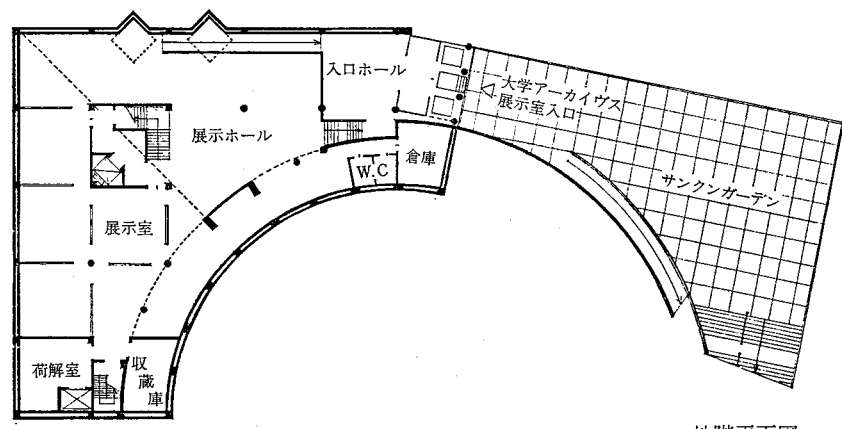 入口ホール
大学アーカイヴス
展示室入口
展示ホール
W.C
倉庫
サンクンガーデン
展示室
荷解室
収蔵庫